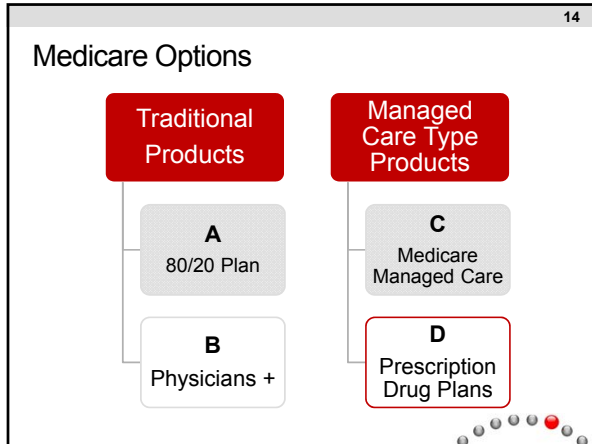 14
Medicare Options
Traditional
Products
A
80/20 Plan
B
Physicians +
Managed
Care Type
Products
C
Medicare
Managed Care
D
Prescription
Drug Plans